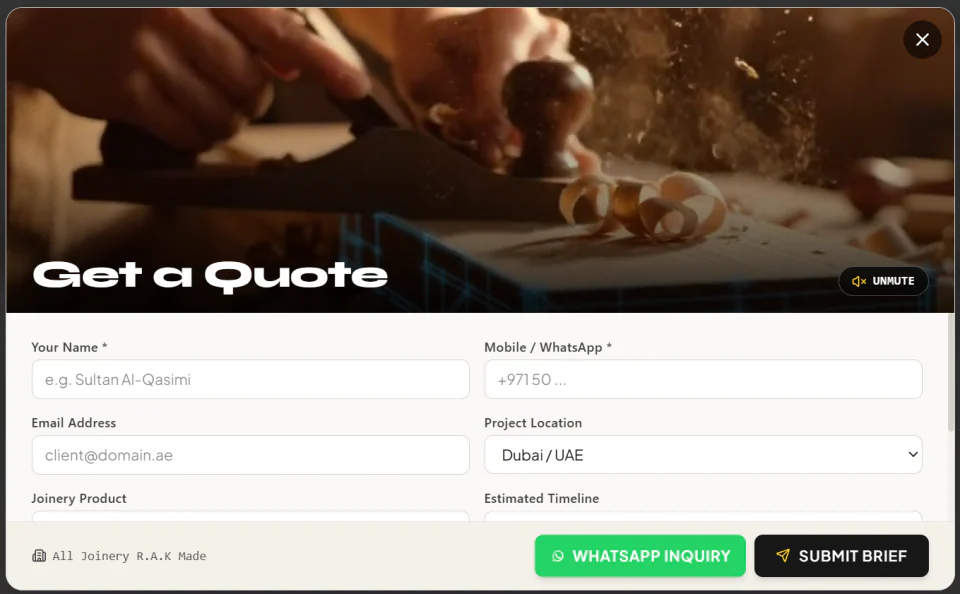 Get a Quote
UNMUTE
Your Name *
Mobile / WhatsApp *
e.g. Sultan Al-Qasimi
+971 50 ...
Email Address
Project Location
client@domain.ae
Dubai / UAE
Joinery Product
Estimated Timeline
All Joinery R.A.K Made
WHATSAPP INQUIRY
SUBMIT BRIEF